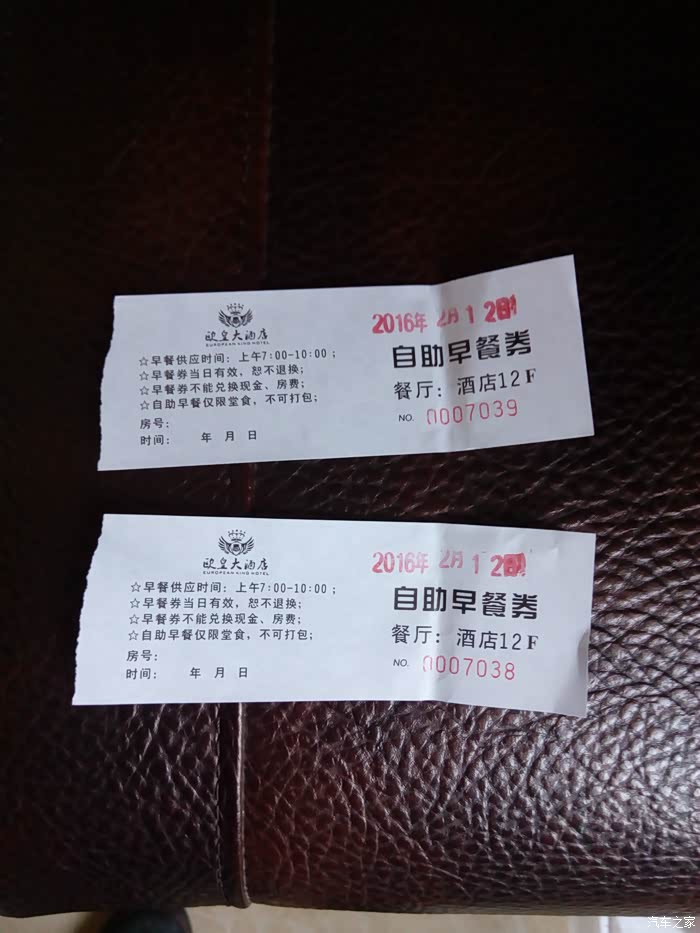 欧皇大酒店
EUROPEAN KING HOTEL
☆早餐供应时间：上午7:00-10:00；
☆早餐券当日有效，恕不退换；
☆早餐券不能兑换现金、房费；
☆自助早餐仅限堂食，不可打包；
房号：
时间： 年 月 日
2016年 2月 1 2日
自助早餐券
餐厅：酒店12F
NO. 0007039
欧皇大酒店
EUROPEAN KING HOTEL
☆早餐供应时间：上午7:00-10:00；
☆早餐券当日有效，恕不退换；
☆早餐券不能兑换现金、房费；
☆自助早餐仅限堂食，不可打包；
房号：
时间： 年 月 日
2016年 2月 1 2日
自助早餐券
餐厅：酒店12F
NO. 0007038
汽车之家